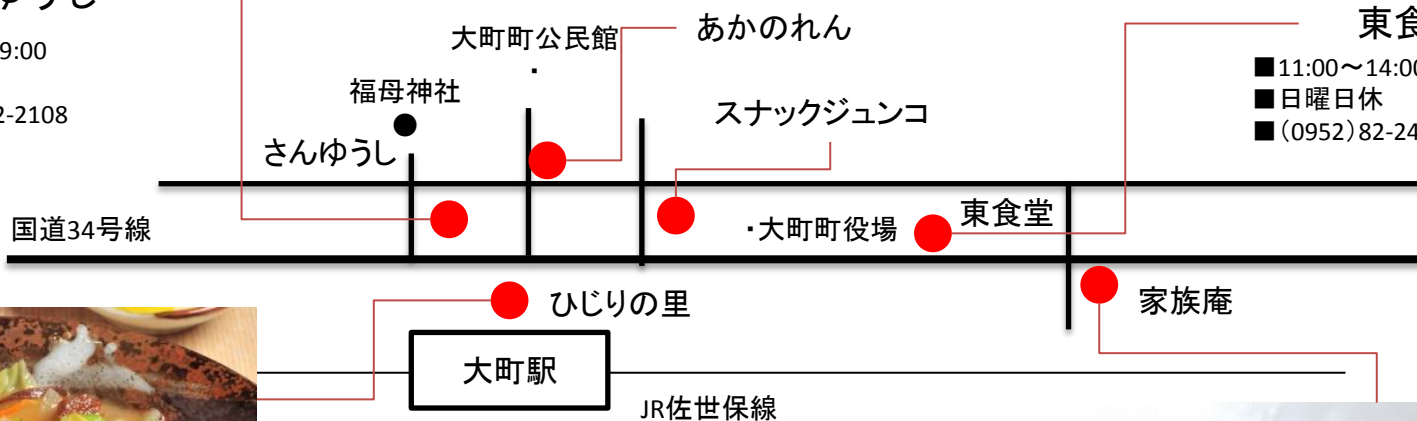 ゆうし
9:00
2-2108
大町町公民館
・
あかのれん
福母神社
さんゆうし
スナックジュンコ
東食
■11:00～14:00
■日曜日休
■(0952)82-24
国道34号線
・大町町役場
東食堂
ひじりの里
家族庵
大町駅
JR佐世保線